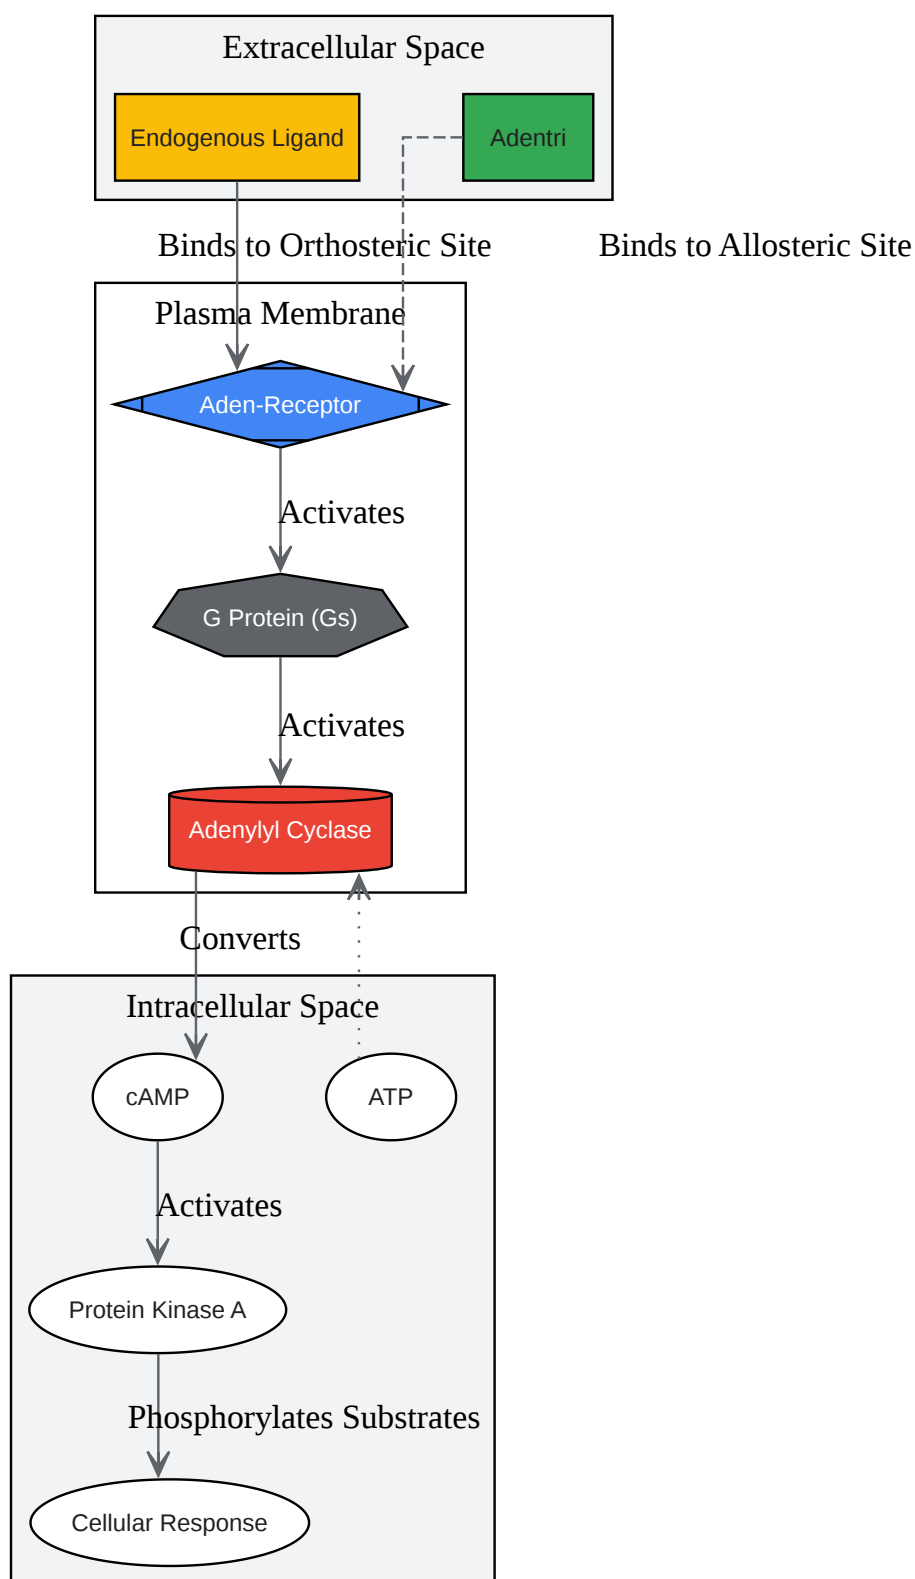 Extracellular Space
Endogenous Ligand
Adentri
Binds to Orthosteric Site
Binds to Allosteric Site
Plasma Membrane
Aden-Receptor
Activates
G Protein (Gs)
Activates
Adenylyl Cyclase
Converts
Intracellular Space
cAMP
ATP
Activates
Protein Kinase A
Phosphorylates Substrates
Cellular Response